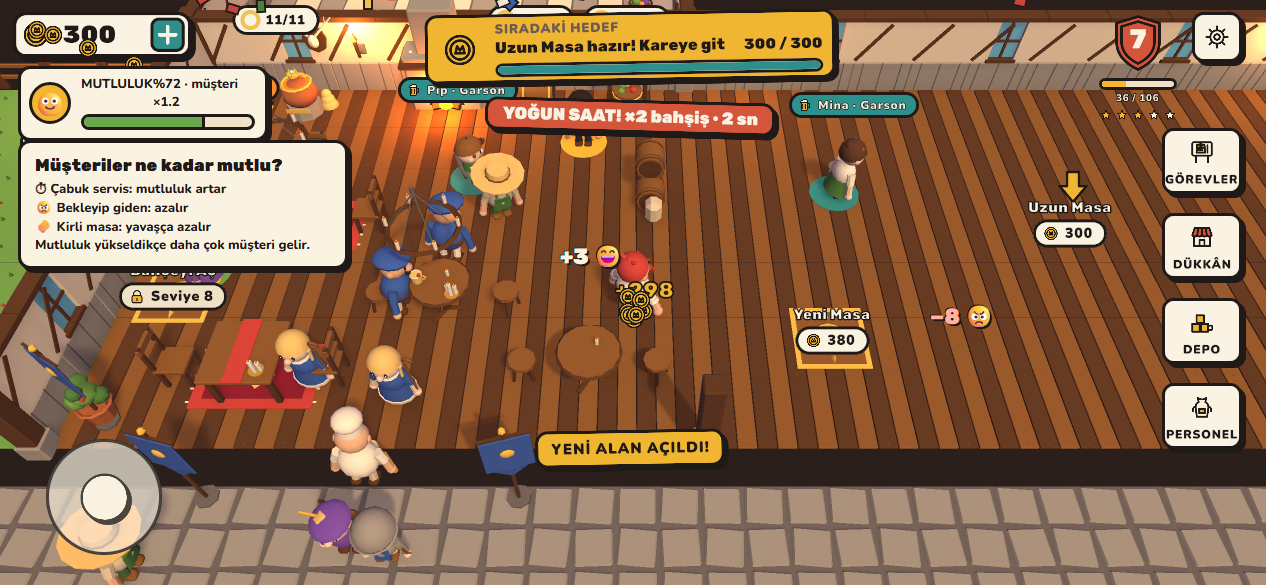 300
11/11
SIRADAKİ HEDEF
Uzun Masa hazır! Kareye git 300 / 300
7
36 / 106
MUTLULUK%72 · müşteri
×1.2
Pip · Garson
YOĞUN SAAT! ×2 bahşiş · 2 sn
Mina · Garson
Müşteriler ne kadar mutlu?
Çabuk servis: mutluluk artar
Bekleyip giden: azalır
Kirli masa: yavaşça azalır
Mutluluk yükseldikçe daha çok müşteri gelir.
GÖREVLER
Uzun Masa
300
DÜKKÂN
+3
+298
Seviye 8
Yeni Masa
380
-8
DEPO
PERSONEL
YENİ ALAN AÇILDI!